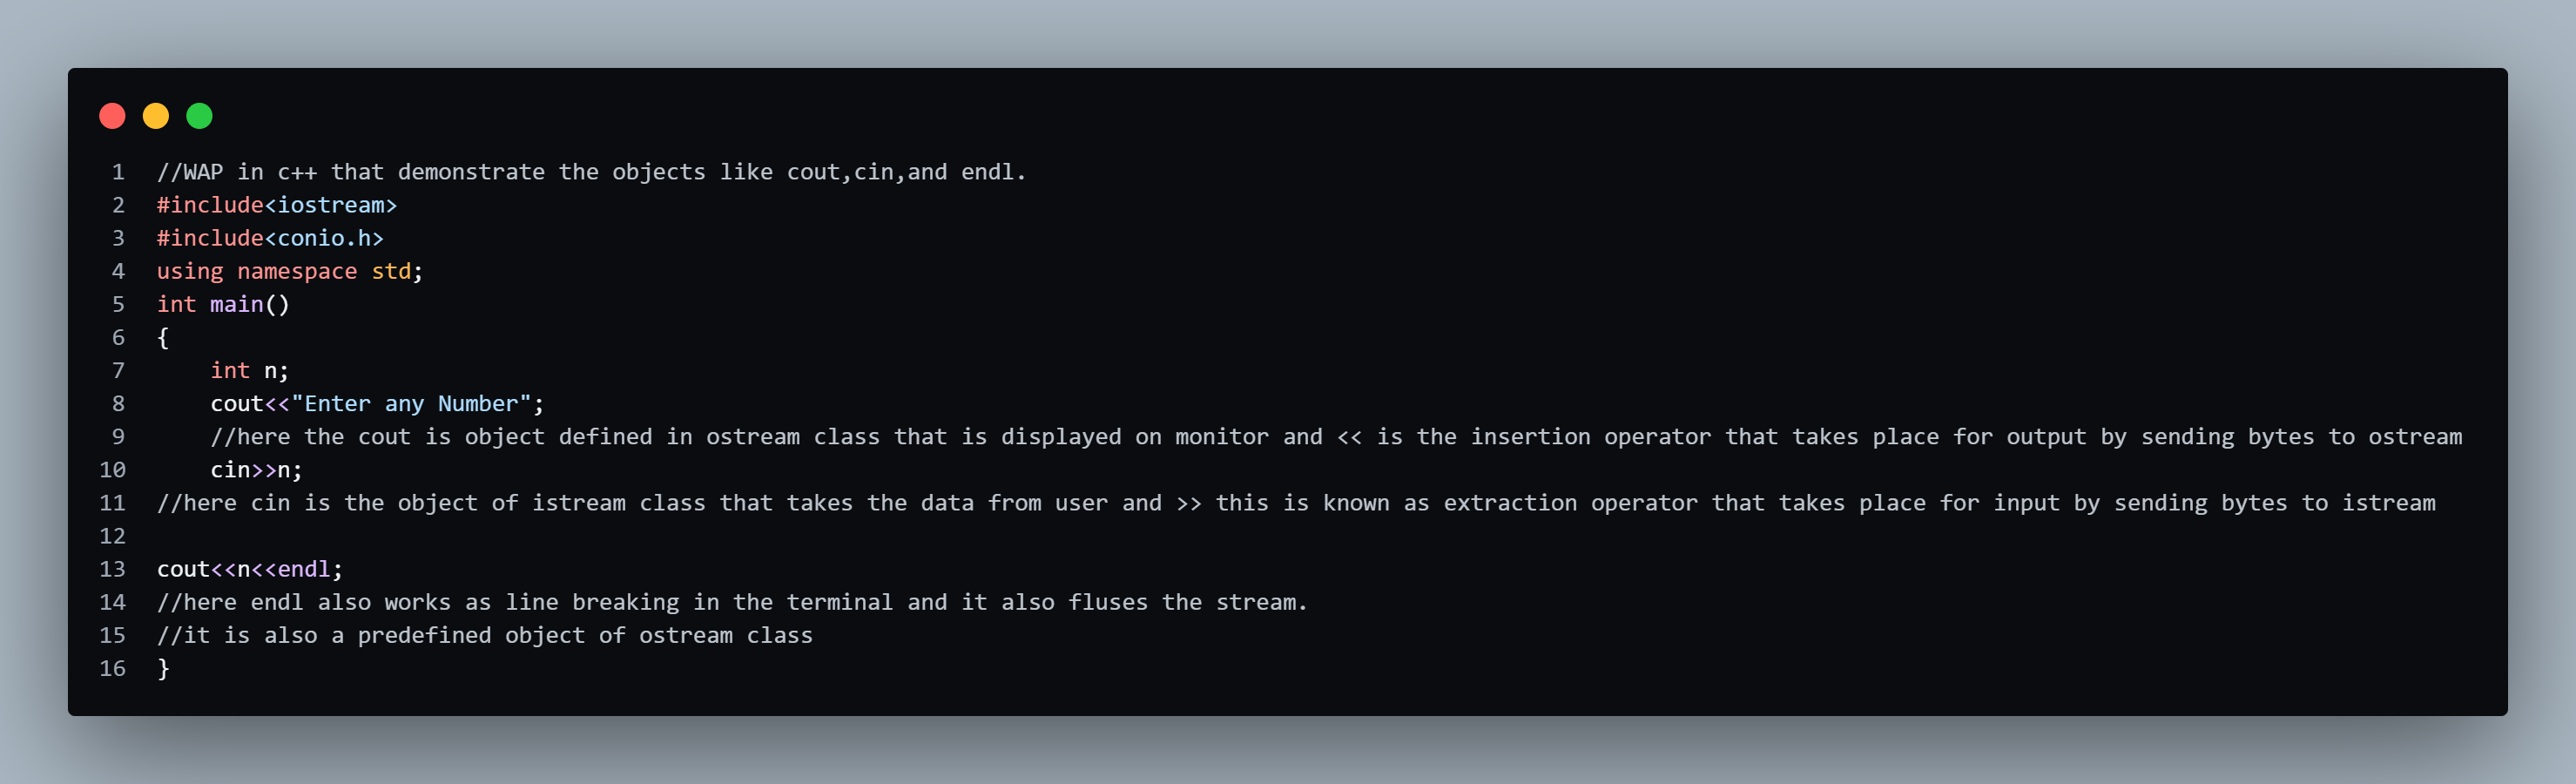 1 //WAP in c++ that demonstrate the objects like cout,cin,and endl.
2 #include<iostream>
3 #include<conio.h>
4 using namespace std;
5 int main()
6 {
7     int n;
8     cout<<"Enter any Number";
9     //here the cout is object defined in ostream class that is displayed on monitor and << is the insertion operator that takes place for output by sending bytes to ostream
10     cin>>n;
11 //here cin is the object of istream class that takes the data from user and >> this is known as extraction operator that takes place for input by sending bytes to istream
12
13 cout<<n<<endl;
14 //here endl also works as line breaking in the terminal and it also fluses the stream.
15 //it is also a predefined object of ostream class
16 }